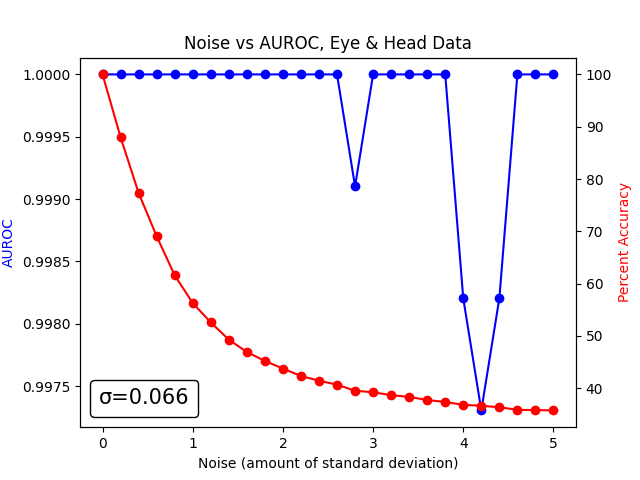 Noise vs AUROC, Eye & Head Data
1.0000
0.9995
0.9990
0.9985
0.9980
0.9975
AUROC
100
90
80
70
60
50
40
Percent Accuracy
σ=0.066
0 1 2 3 4 5
Noise (amount of standard deviation)